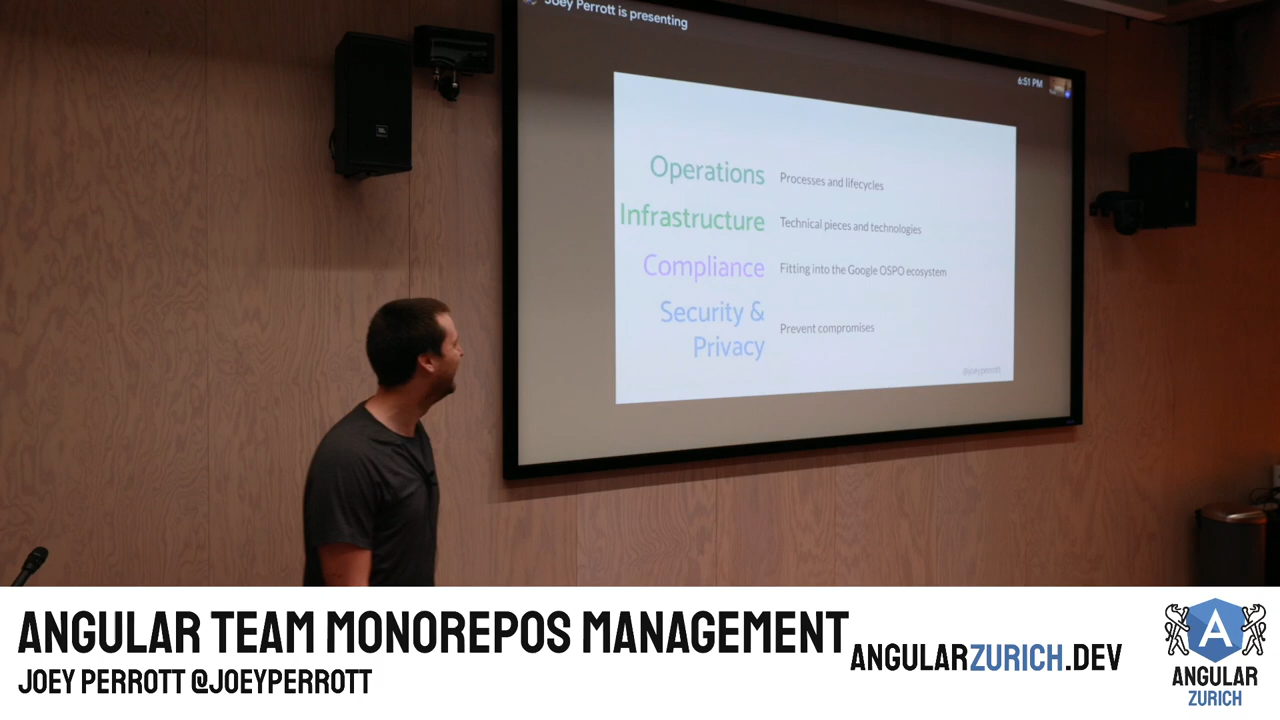 Joey Perrott is presenting
6:51 PM
Operations
Processes and lifecycles
Infrastructure
Technical pieces and technologies
Compliance
Fitting into the Google OSPO ecosystem
Security &
Privacy
Prevent compromises
@joeyperrott
JBL
ANGULAR TEAM MONOREPOS MANAGEMENT
JOEY PERROTT @JOEYPERROTT
ANGULARZURICH.DEV
A
ANGULAR
ZURICH